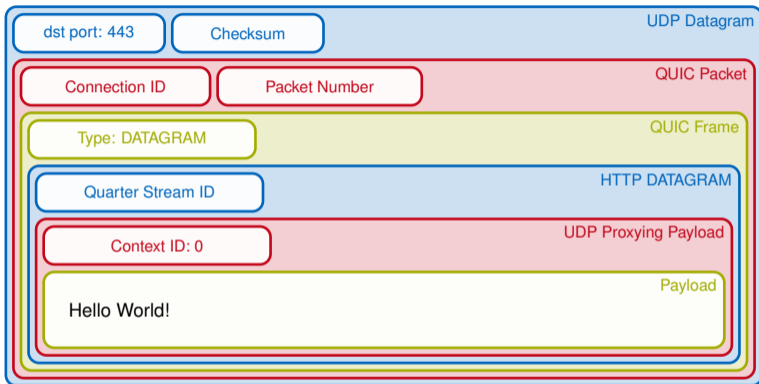 dst port: 443 Checksum UDP Datagram
Connection ID Packet Number QUIC Packet
Type: DATAGRAM QUIC Frame
Quarter Stream ID HTTP DATAGRAM
Context ID: 0 UDP Proxying Payload
Payload
Hello World!